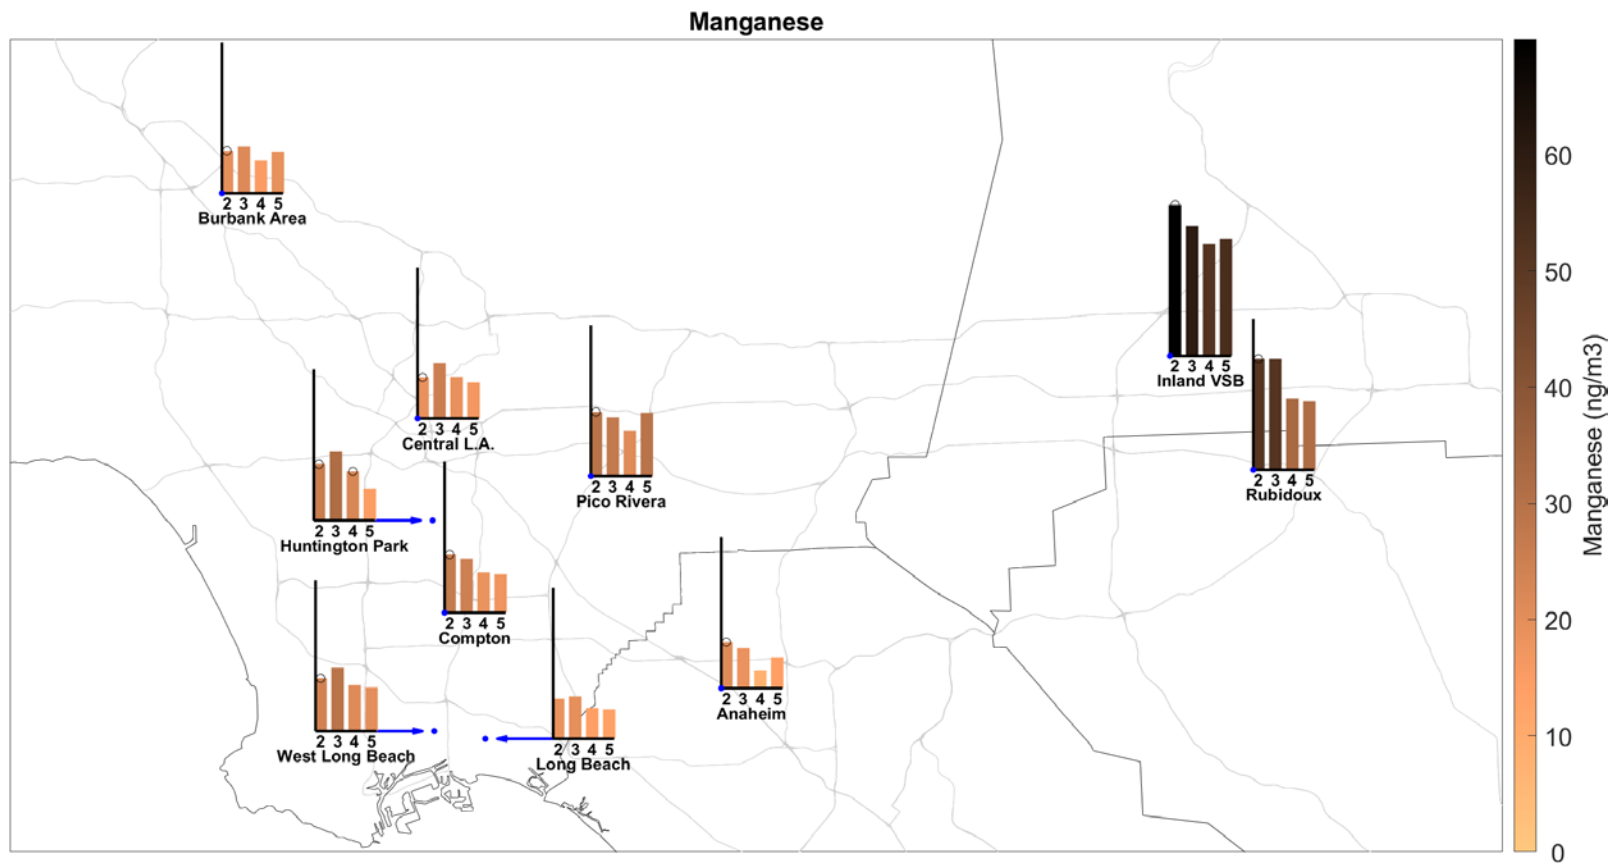 Manganese
2 3 4 5
Burbank Area
2 3 4 5
Central L.A.
2 3 4 5
Huntington Park
2 3 4 5
Pico Rivera
2 3 4 5
Inland VSB
2 3 4 5
Rubidoux
2 3 4 5
Compton
2 3 4 5
West Long Beach
2 3 4 5
Long Beach
2 3 4 5
Anaheim
60
50
40
30
20
10
0
Manganese (ng/m3)